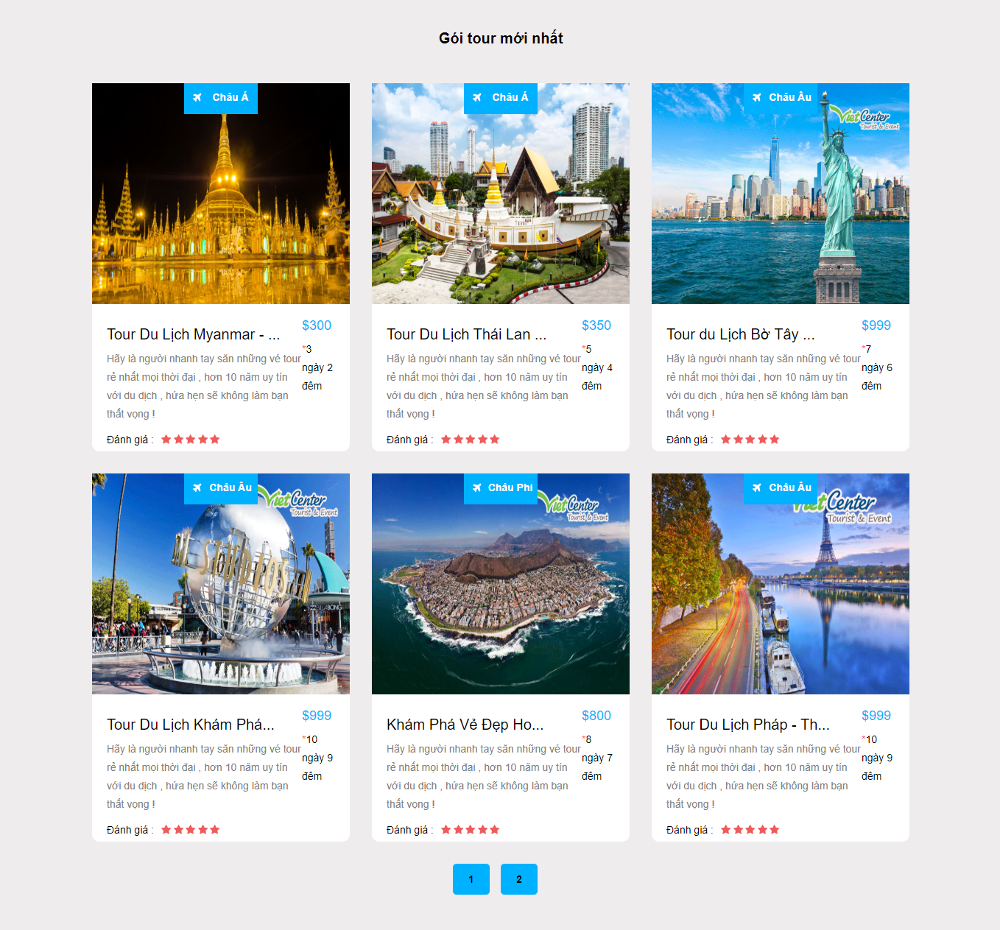 Gói tour mới nhất
Châu Á
Tour Du Lịch Myanmar - ...
$300
*3 ngày 2 đêm
Hãy là người nhanh tay săn những vé tour
rẻ nhất mọi thời đại , hơn 10 năm uy tín
với du dịch , hứa hẹn sẽ không làm bạn
thất vọng !
Đánh giá :
Châu Á
Tour Du Lịch Thái Lan ...
$350
*5 ngày 4 đêm
Hãy là người nhanh tay săn những vé tour
rẻ nhất mọi thời đại , hơn 10 năm uy tín
với du dịch , hứa hẹn sẽ không làm bạn
thất vọng !
Đánh giá :
Châu Âu
VietCenter
Tourist & Event
Tour du Lịch Bờ Tây ...
$999
*7 ngày 6 đêm
Hãy là người nhanh tay săn những vé tour
rẻ nhất mọi thời đại , hơn 10 năm uy tín
với du dịch , hứa hẹn sẽ không làm bạn
thất vọng !
Đánh giá :
Châu Âu
VietCenter
Tourist & Event
STUDIOS
Tour Du Lịch Khám Phá...
$999
*10 ngày 9 đêm
Hãy là người nhanh tay săn những vé tour
rẻ nhất mọi thời đại , hơn 10 năm uy tín
với du dịch , hứa hẹn sẽ không làm bạn
thất vọng !
Đánh giá :
Châu Phi
VietCenter
Tourist & Event
Khám Phá Vẻ Đẹp Ho...
$800
*8 ngày 7 đêm
Hãy là người nhanh tay săn những vé tour
rẻ nhất mọi thời đại , hơn 10 năm uy tín
với du dịch , hứa hẹn sẽ không làm bạn
thất vọng !
Đánh giá :
Châu Âu
VietCenter
Tourist & Event
Tour Du Lịch Pháp - Th...
$999
*10 ngày 9 đêm
Hãy là người nhanh tay săn những vé tour
rẻ nhất mọi thời đại , hơn 10 năm uy tín
với du dịch , hứa hẹn sẽ không làm bạn
thất vọng !
Đánh giá :
1 2